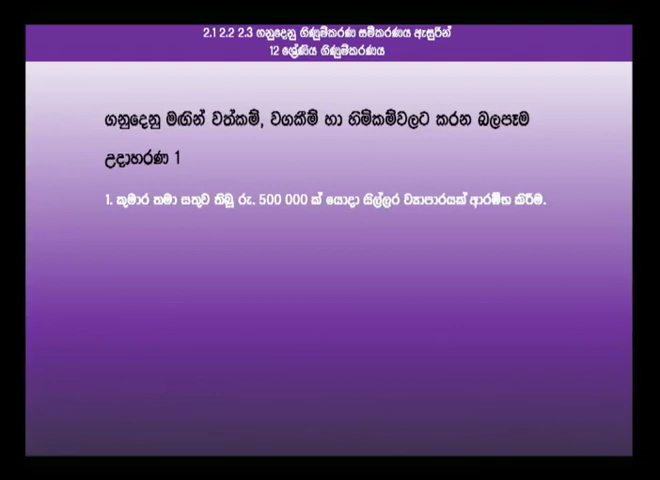 2.1 2.2 2.3 ගනුදෙනු ගිණුම්කරණ සමීකරණය ඇසුරින්
12 ශ්‍රේණිය ගිණුම්කරණය
ගනුදෙනු මඟින් වත්කම්, වගකීම් හා හිමිකම්වලට කරන බලපෑම
උදාහරණ 1
1. කුමාර තමා සතුව තිබු රු. 500 000 ක් යොදා සිල්ලර ව්‍යාපාරයක් ආරම්භ කිරීම.